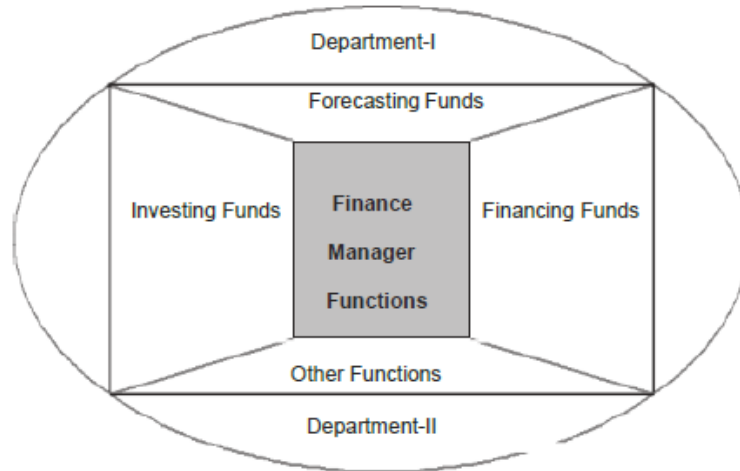 Department-I
Forecasting Funds
Investing Funds
Finance
Manager
Functions
Financing Funds
Other Functions
Department-II